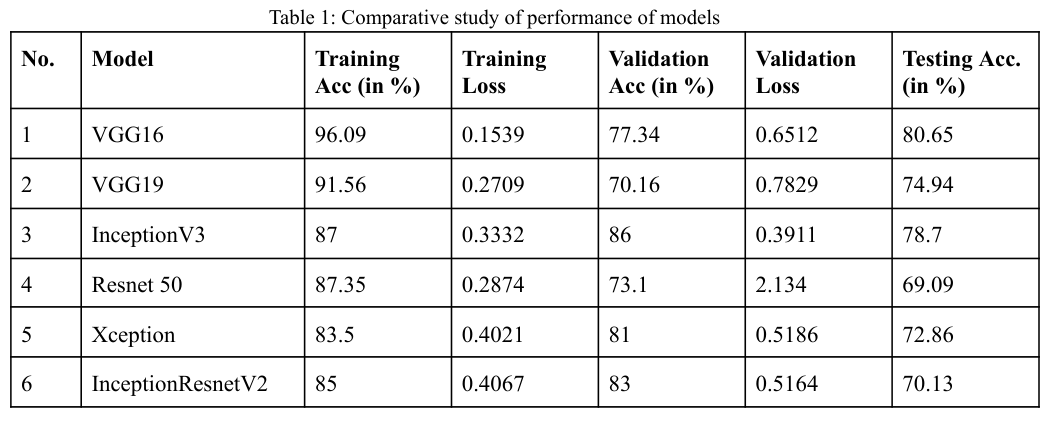 Table 1: Comparative study of performance of models
No. Model Training Acc (in %) Training Loss Validation Acc (in %) Validation Loss Testing Acc. (in %)
1 VGG16 96.09 0.1539 77.34 0.6512 80.65
2 VGG19 91.56 0.2709 70.16 0.7829 74.94
3 InceptionV3 87 0.3332 86 0.3911 78.7
4 Resnet 50 87.35 0.2874 73.1 2.134 69.09
5 Xception 83.5 0.4021 81 0.5186 72.86
6 InceptionResnetV2 85 0.4067 83 0.5164 70.13